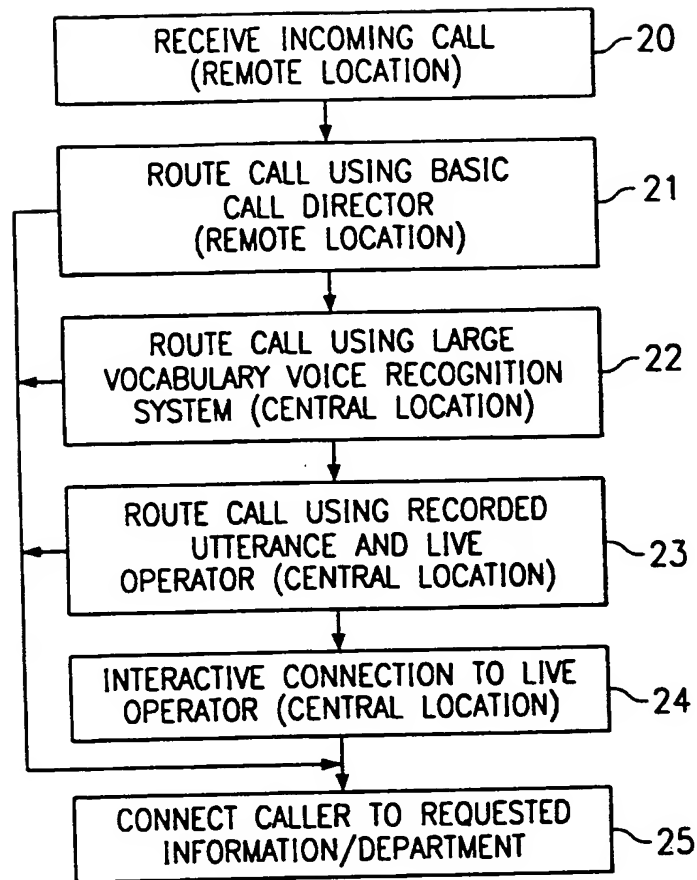 RECEIVE INCOMING CALL
(REMOTE LOCATION)
20
ROUTE CALL USING BASIC
CALL DIRECTOR
(REMOTE LOCATION)
21
ROUTE CALL USING LARGE
VOCABULARY VOICE RECOGNITION
SYSTEM (CENTRAL LOCATION)
22
ROUTE CALL USING RECORDED
UTTERANCE AND LIVE
OPERATOR (CENTRAL LOCATION)
23
INTERACTIVE CONNECTION TO LIVE
OPERATOR (CENTRAL LOCATION)
24
CONNECT CALLER TO REQUESTED
INFORMATION/DEPARTMENT
25